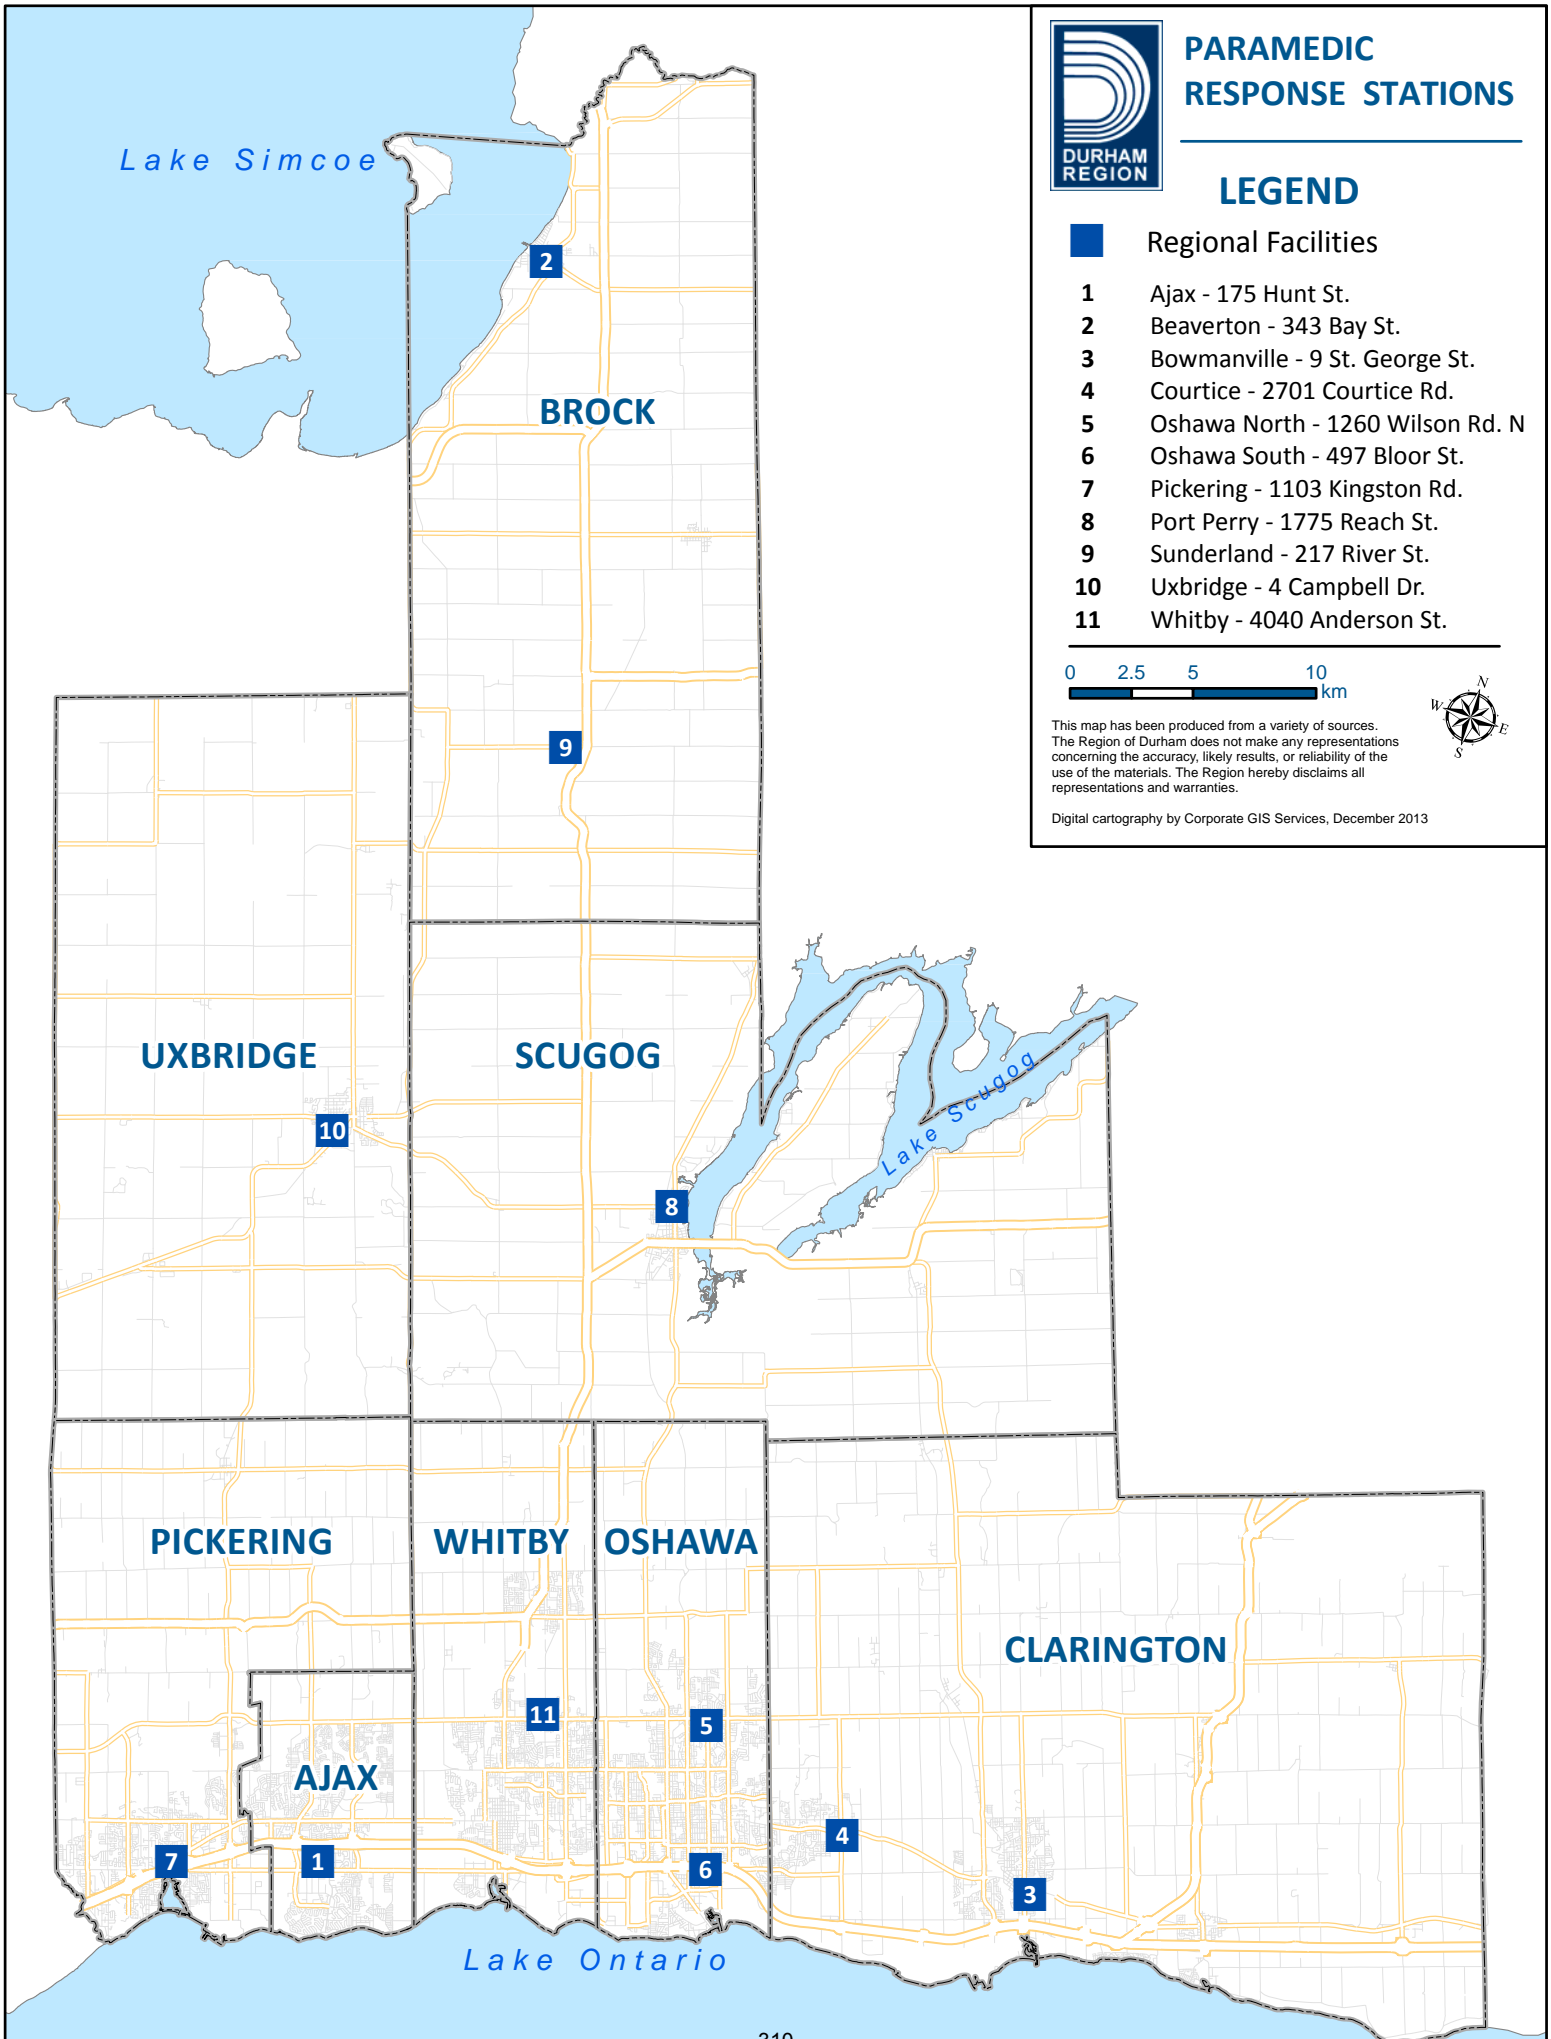 PARAMEDIC
RESPONSE STATIONS
DURHAM
REGION
LEGEND
Regional Facilities
1 Ajax - 175 Hunt St.
2 Beaverton - 343 Bay St.
3 Bowmanville - 9 St. George St.
4 Courtice - 2701 Courtice Rd.
5 Oshawa North - 1260 Wilson Rd. N
6 Oshawa South - 497 Bloor St.
7 Pickering - 1103 Kingston Rd.
8 Port Perry - 1775 Reach St.
9 Sunderland - 217 River St.
10 Uxbridge - 4 Campbell Dr.
11 Whitby - 4040 Anderson St.
0 2.5 5 10
km
N
W
E
S
This map has been produced from a variety of sources.
The Region of Durham does not make any representations
concerning the accuracy, likely results, or reliability of the
use of the materials. The Region hereby disclaims all
representations and warranties.
Digital cartography by Corporate GIS Services, December 2013
Lake Simcoe
2
BROCK
9
UXBRIDGE
SCUGOG
Lake Scugog
10
8
PICKERING
WHITBY
OSHAWA
CLARINGTON
11
5
AJAX
4
7
1
6
3
Lake Ontario